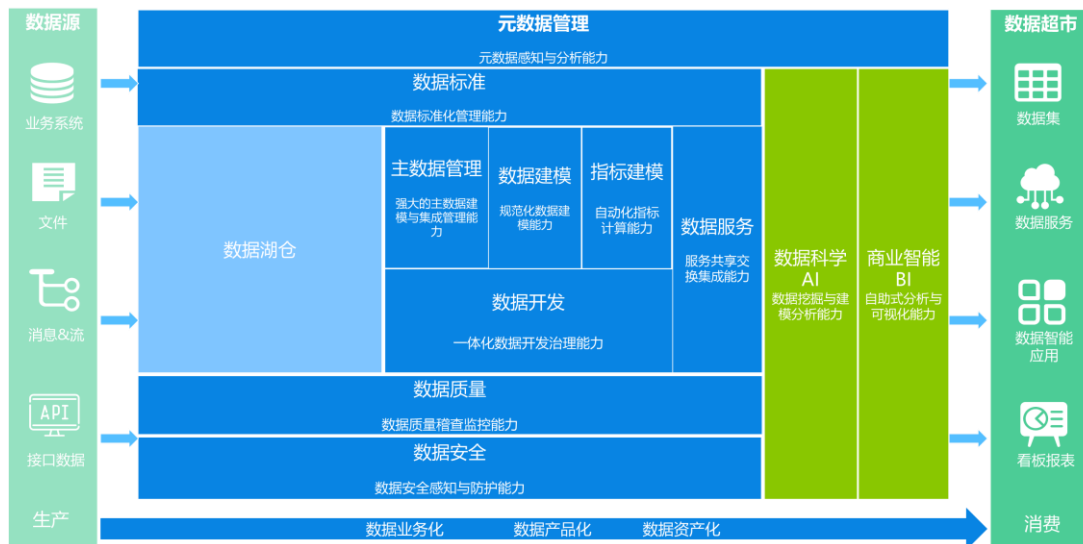 数据源
业务系统
文件
消息&流
API
接口数据
生产
元数据管理
元数据感知与分析能力
数据标准
数据标准化管理能力
数据湖仓
主数据管理
强大的主数据建
模与集成管理能
力
数据建模
规范化数据建
模能力
指标建模
自动化指标
计算能力
数据服务
服务共享交
换集成能力
数据开发
一体化数据开发治理能力
数据质量
数据质量稽查监控能力
数据安全
数据安全感知与防护能力
数据科学
AI
数据挖掘与建
模分析能力
商业智能
BI
自助式分析与
可视化能力
数据业务化 数据产品化 数据资产化
数据超市
数据集
数据服务
数据智能
应用
看板报表
消费